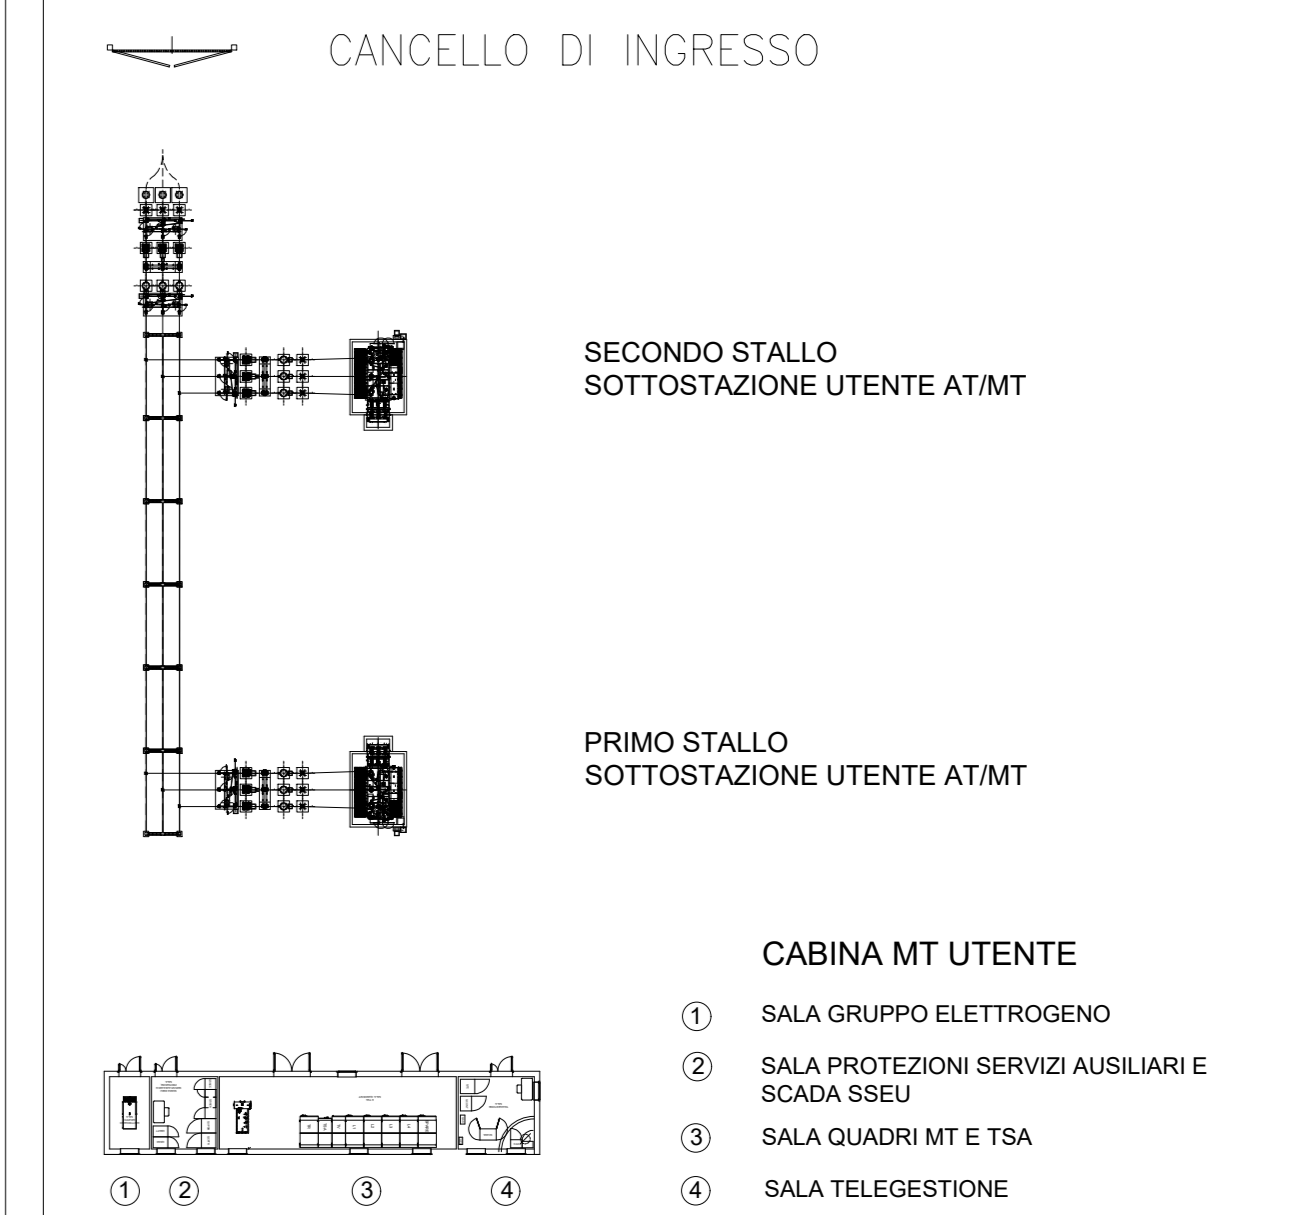 CANCELLO DI INGRESSO
SECONDO STALLO
SOTTOSTAZIONE UTENTE AT/MT
PRIMO STALLO
SOTTOSTAZIONE UTENTE AT/MT
CABINA MT UTENTE
1 SALA GRUPPO ELETTROGENO
2 SALA PROTEZIONI SERVIZI AUSILIARI E
SCADA SSEU
3 SALA QUADRI MT E TSA
4 SALA TELEGESTIONE
1 2 3 4